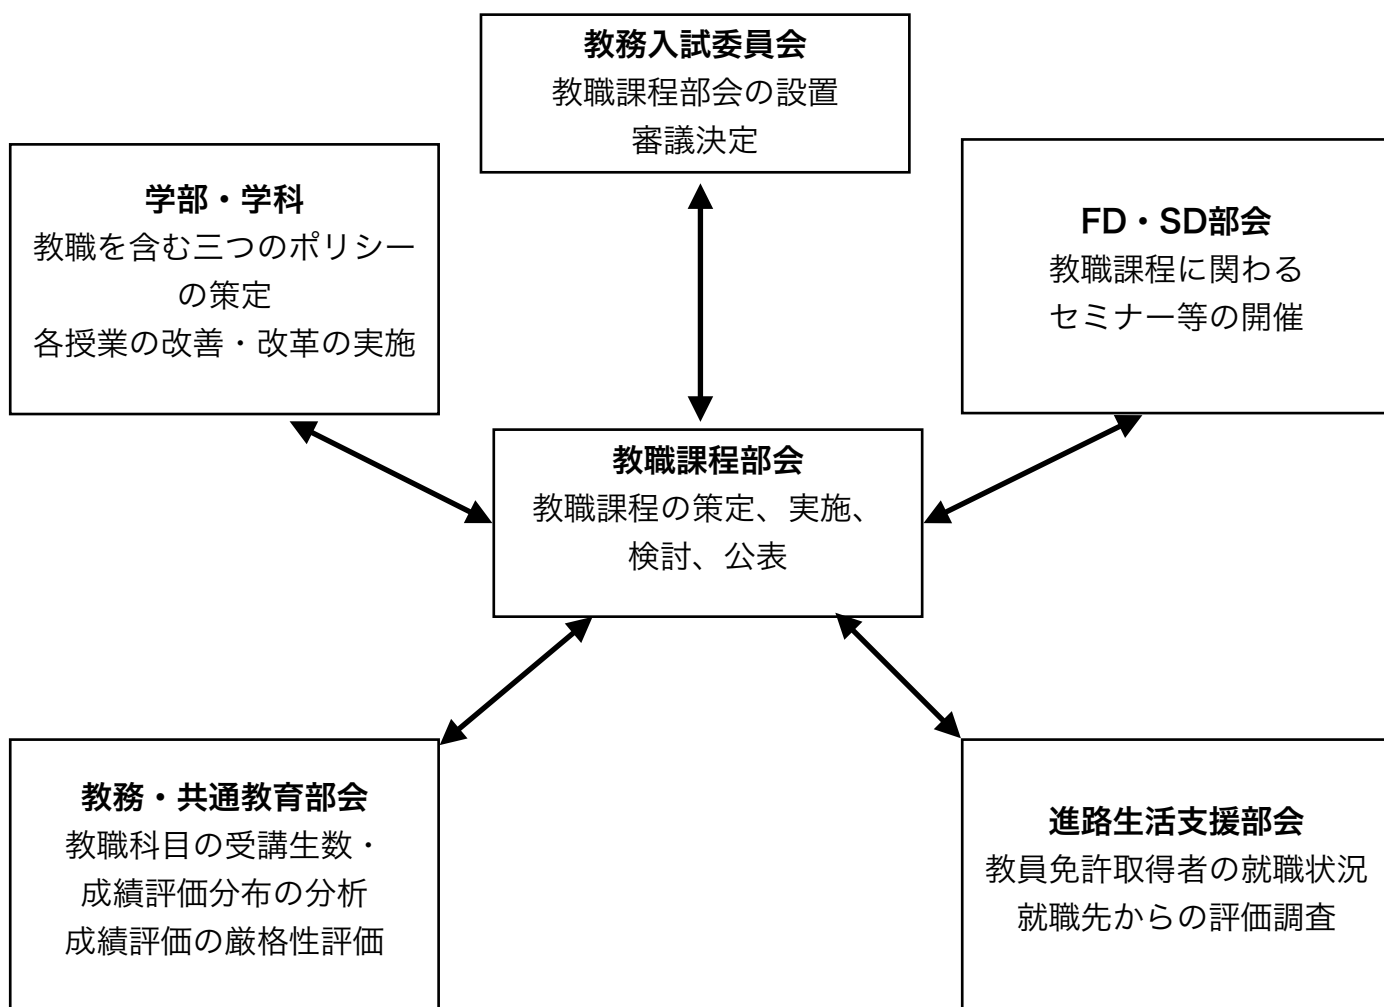 教務入試委員会
教職課程部会の設置
審議決定
学部・学科
教職を含む三つのポリシー
の策定
各授業の改善・改革の実施
FD・SD部会
教職課程に関わる
セミナー等の開催
教職課程部会
教職課程の策定、実施、
検討、公表
教務・共通教育部会
教職科目の受講生数・
成績評価分布の分析
成績評価の厳格性評価
進路生活支援部会
教員免許取得者の就職状況
就職先からの評価調査